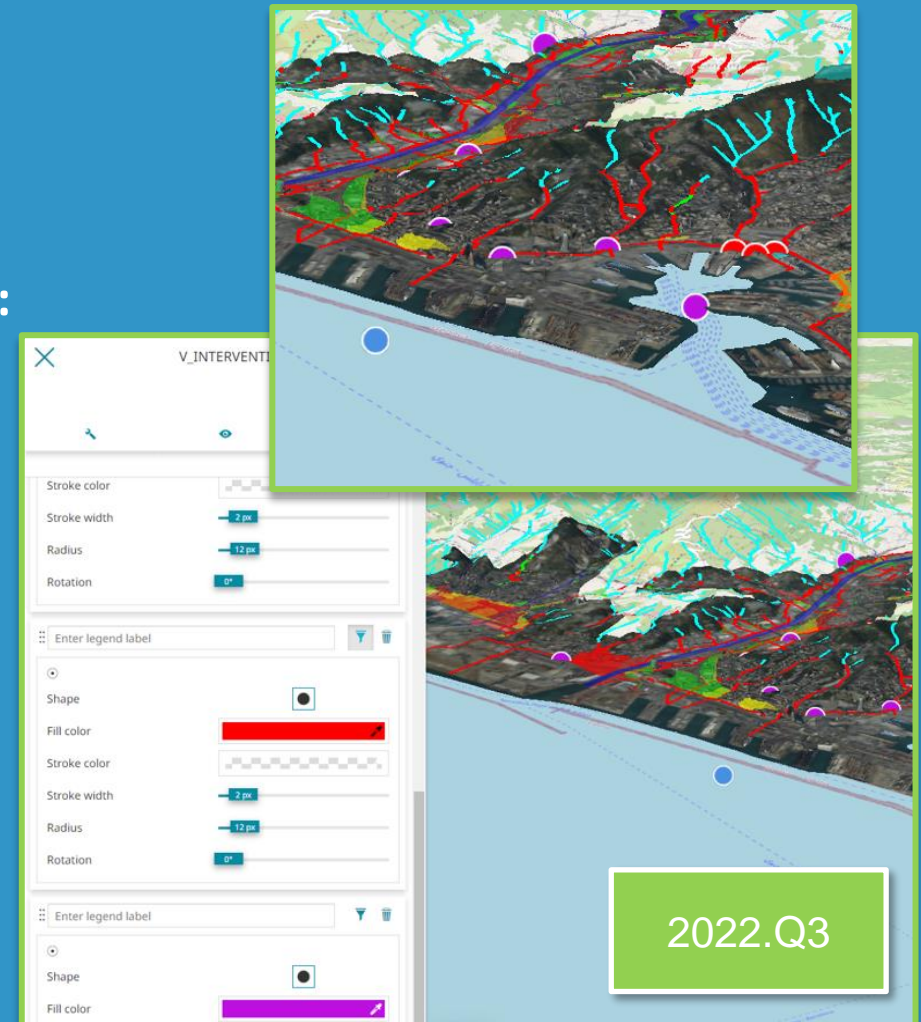 :
V_INTERVENTI
Stroke color
Stroke width
2 px
Radius
12 px
Rotation
0°
Enter legend label
Shape
Fill color
Stroke color
Stroke width
2 px
Radius
12 px
Rotation
0°
Enter legend label
Shape
Fill color
2022.Q3